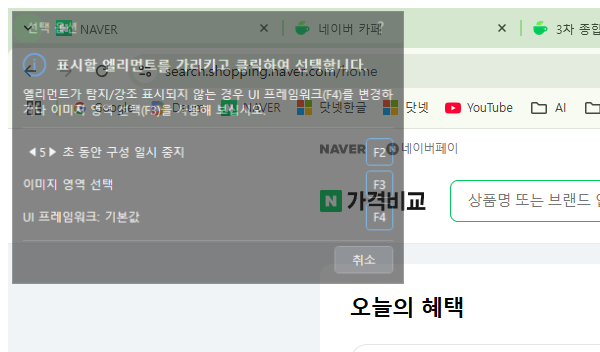 선택 옵션
NAVER
네이버 카페
?
3차 종합
표시할 엘리먼트를 가리키고 클릭하여 선택합니다.
search.shopping.naver.com/home
엘리먼트가 탐지/강조 표시되지 않는 경우 UI 프레임워크(F4)를 변경하
거나 이미지 영역 선택(F3)을 사용해 보십시오.
Google
NAVER
닷넷한글
닷넷
YouTube
AI
◀ 5 ▶ 초 동안 구성 일시 중지
F2
NAVER
N 네이버페이
이미지 영역 선택
F3
N 가격비교
상품명 또는 브랜드
UI 프레임워크: 기본값
F4
취소
오늘의 혜택